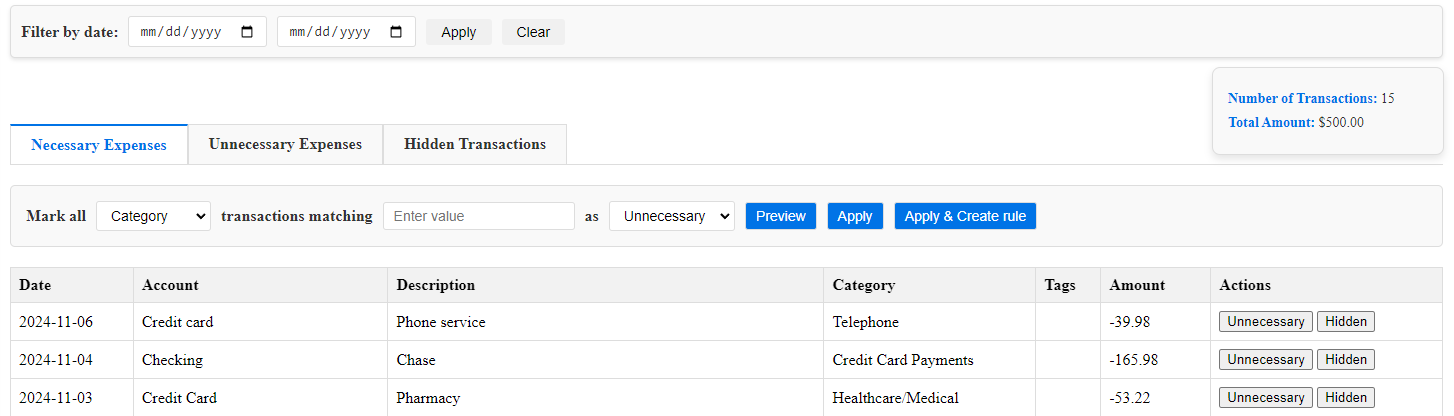 Filter by date: mm/dd/yyyy mm/dd/yyyy Apply Clear
Number of Transactions: 15
Total Amount: $500.00
Necessary Expenses Unnecessary Expenses Hidden Transactions
Mark all Category transactions matching Enter value as Unnecessary Preview Apply Apply & Create rule
Date Account Description Category Tags Amount Actions
2024-11-06 Credit card Phone service Telephone -39.98 Unnecessary Hidden
2024-11-04 Checking Chase Credit Card Payments -165.98 Unnecessary Hidden
2024-11-03 Credit Card Pharmacy Healthcare/Medical -53.22 Unnecessary Hidden